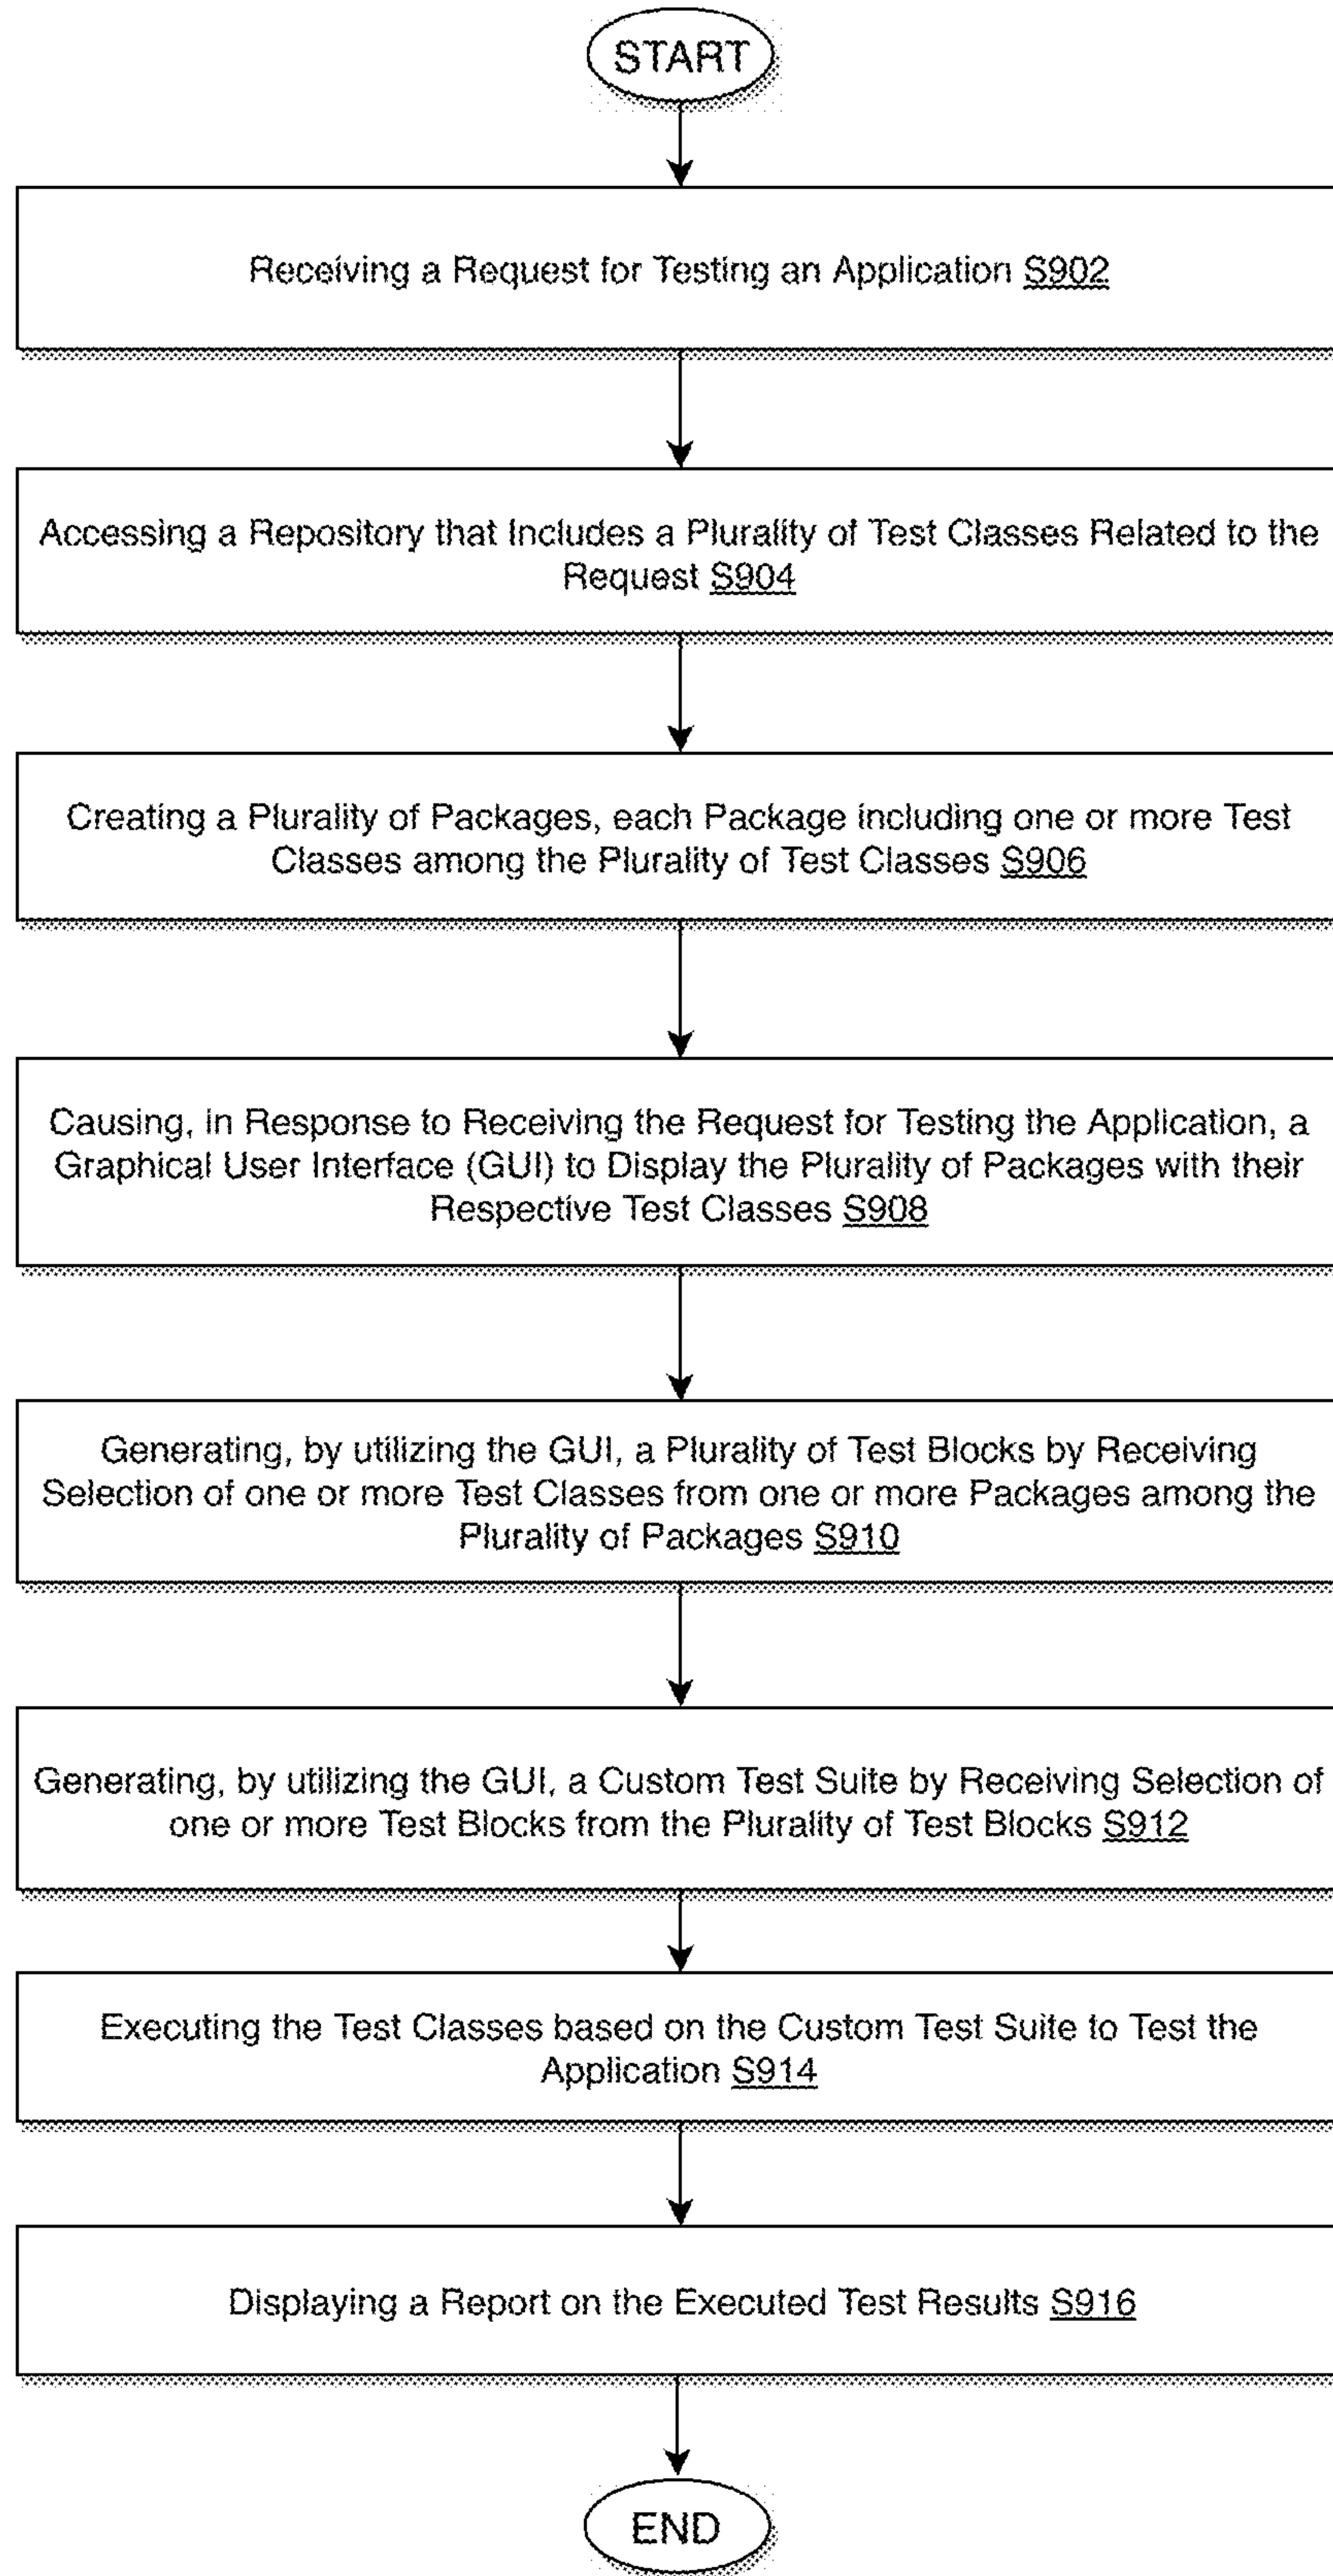 START
Receiving a Request for Testing an Application S902
Accessing a Repository that Includes a Plurality of Test Classes Related to the
Request S904
Creating a Plurality of Packages, each Package including one or more Test
Classes among the Plurality of Test Classes S906
Causing, in Response to Receiving the Request for Testing the Application, a
Graphical User Interface (GUI) to Display the Plurality of Packages with their
Respective Test Classes S908
Generating, by utilizing the GUI, a Plurality of Test Blocks by Receiving
Selection of one or more Test Classes from one or more Packages among the
Plurality of Packages S910
Generating, by utilizing the GUI, a Custom Test Suite by Receiving Selection of
one or more Test Blocks from the Plurality of Test Blocks S912
Executing the Test Classes based on the Custom Test Suite to Test the
Application S914
Displaying a Report on the Executed Test Results S916
END